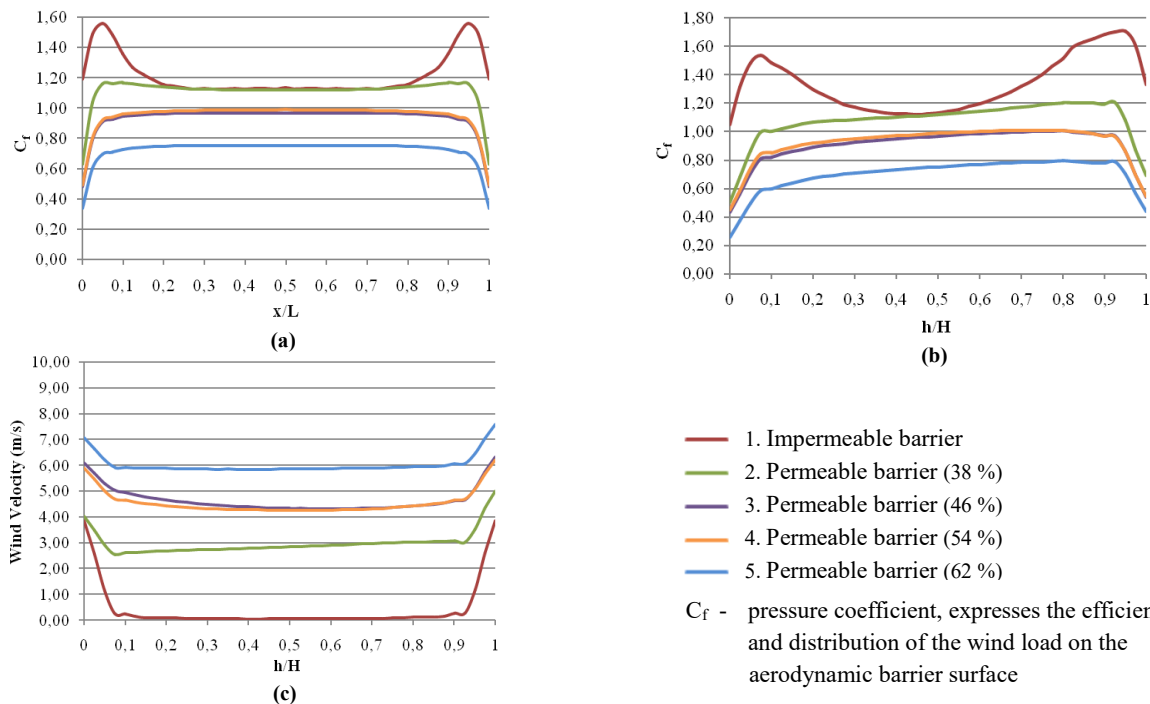 1,60
1,40
1,20
1,00
0,80
0,60
0,40
0,20
0,00
C_f
0 0,1 0,2 0,3 0,4 0,5 0,6 0,7 0,8 0,9 1
x/L
(a)
1,80
1,60
1,40
1,20
1,00
0,80
0,60
0,40
0,20
0,00
C_f
0 0,1 0,2 0,3 0,4 0,5 0,6 0,7 0,8 0,9 1
h/H
(b)
10,00
9,00
8,00
7,00
6,00
5,00
4,00
3,00
2,00
1,00
0,00
Wind Velocity (m/s)
0 0,1 0,2 0,3 0,4 0,5 0,6 0,7 0,8 0,9 1
h/H
(c)
1. Impermeable barrier
2. Permeable barrier (38 %)
3. Permeable barrier (46 %)
4. Permeable barrier (54 %)
5. Permeable barrier (62 %)
C_f - pressure coefficient, expresses the efficien
and distribution of the wind load on the
aerodynamic barrier surface